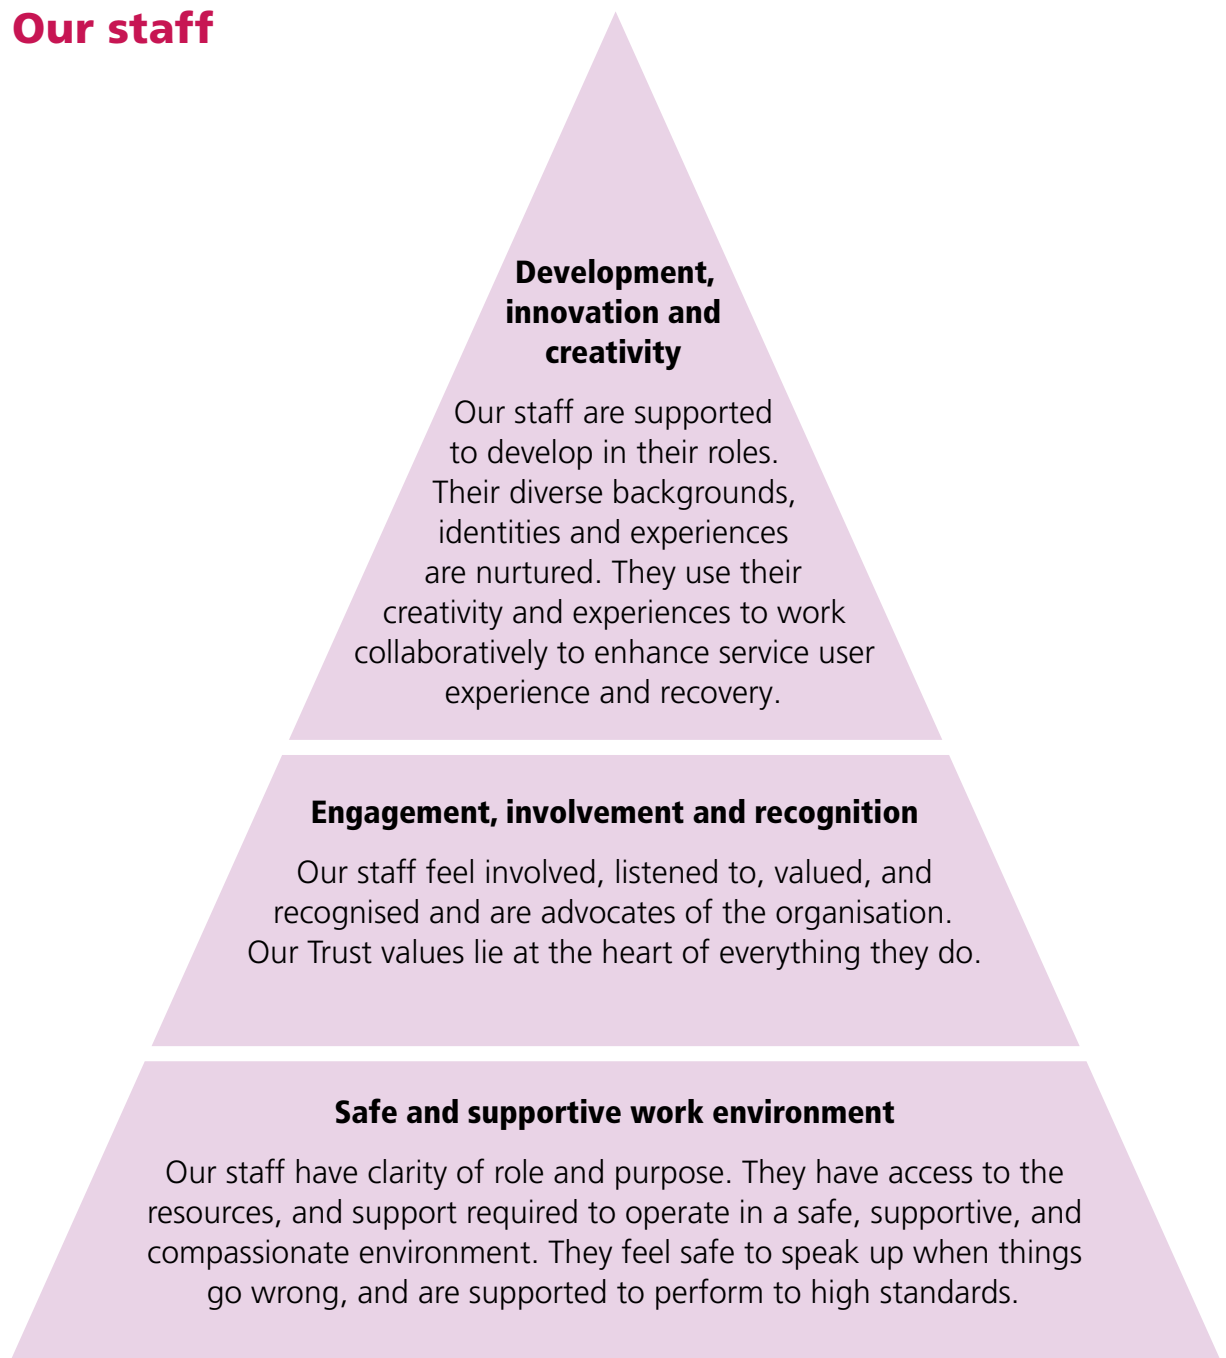 Our staff
Development,
innovation and
creativity
Our staff are supported
to develop in their roles.
Their diverse backgrounds,
identities and experiences
are nurtured. They use their
creativity and experiences to work
collaboratively to enhance service user
experience and recovery.
Engagement, involvement and recognition
Our staff feel involved, listened to, valued, and
recognised and are advocates of the organisation.
Our Trust values lie at the heart of everything they do.
Safe and supportive work environment
Our staff have clarity of role and purpose. They have access to the
resources, and support required to operate in a safe, supportive, and
compassionate environment. They feel safe to speak up when things
go wrong, and are supported to perform to high standards.